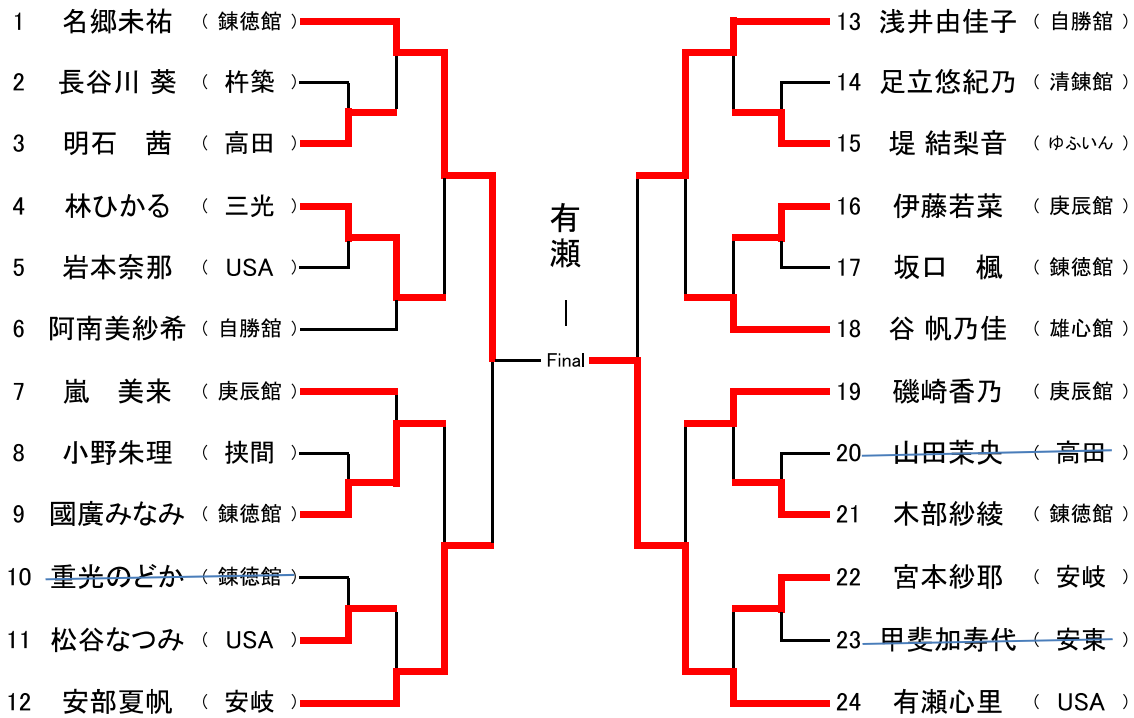 1 名郷未祐 （ 錬徳館 ）
2 長谷川 葵 （ 杵築 ）
3 明石 茜 （ 高田 ）
4 林ひかる （ 三光 ）
5 岩本奈那 （ USA ）
6 阿南美紗希 （ 自勝舘 ）
7 嵐 美来 （ 庚辰館 ）
8 小野朱理 （ 挾間 ）
9 國廣みなみ （ 錬徳館 ）
10 重光のどか （ 錬徳館 ）
11 松谷なつみ （ USA ）
12 安部夏帆 （ 安岐 ）
有瀬 ｜
Final
13 浅井由佳子 （ 自勝舘 ）
14 足立悠紀乃 （ 清錬館 ）
15 堤 結梨音 （ ゆふいん ）
16 伊藤若菜 （ 庚辰館 ）
17 坂口 楓 （ 錬徳館 ）
18 谷 帆乃佳 （ 雄心館 ）
19 磯崎香乃 （ 庚辰館 ）
20 山田茉央 （ 高田 ）
21 木部紗綾 （ 錬徳館 ）
22 宮本紗耶 （ 安岐 ）
23 甲斐加寿代 （ 安東 ）
24 有瀬心里 （ USA ）